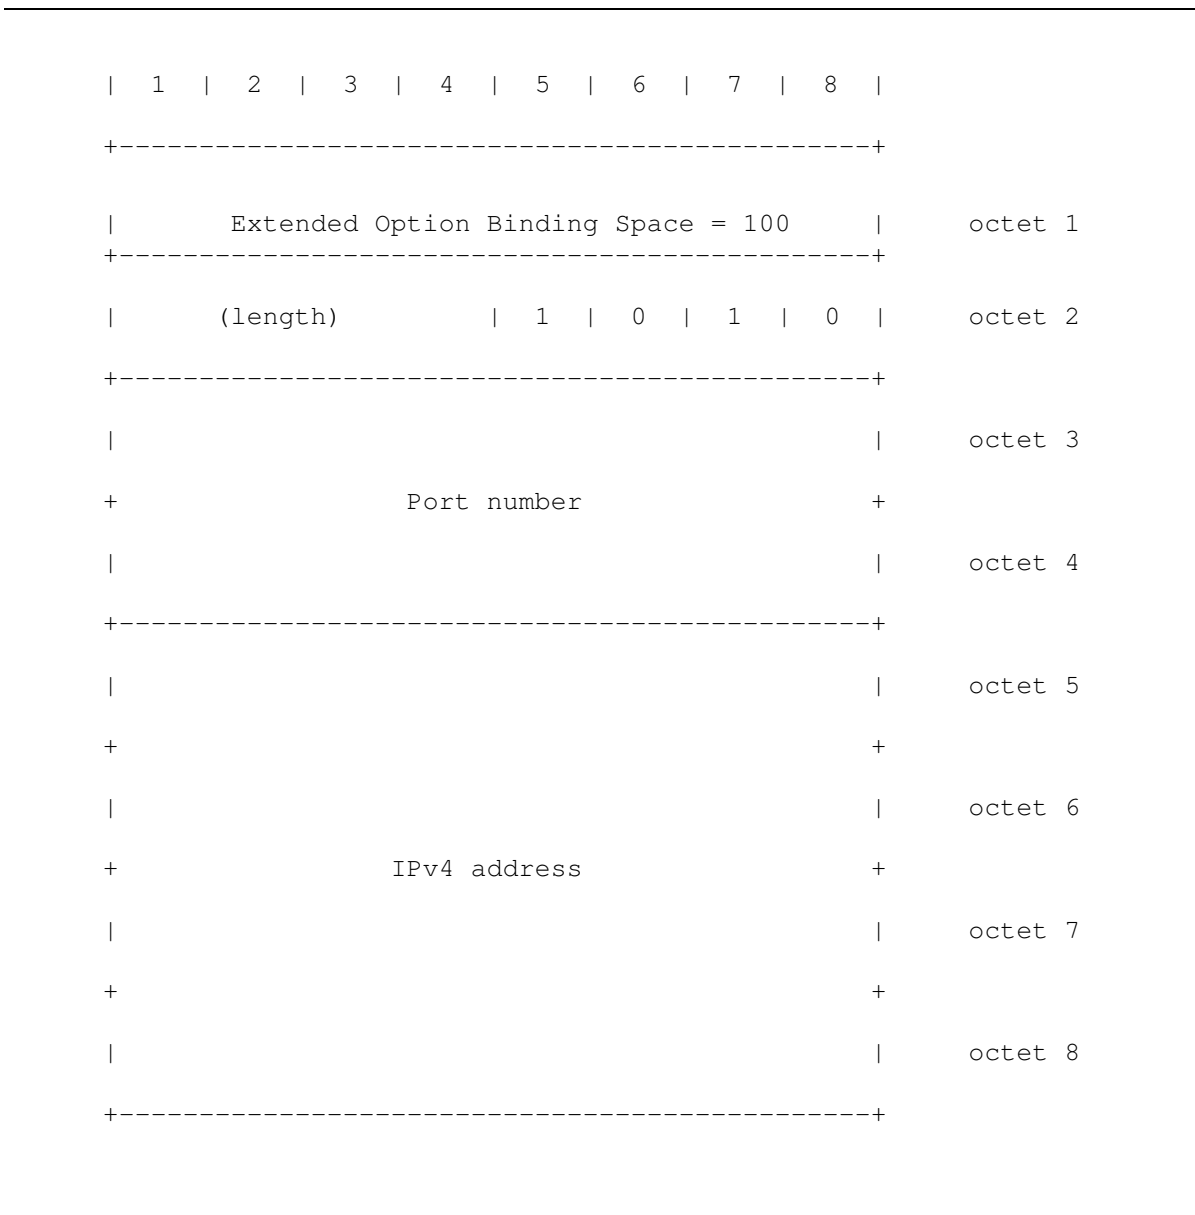 |  1  |  2  |  3  |  4  |  5  |  6  |  7  |  8  |
+-----------------------------------------------+
|       Extended Option Binding Space = 100     |     octet 1
+-----------------------------------------------+
|       (length)        |  1  |  0  |  1  |  0  |     octet 2
+-----------------------------------------------+
|                                               |     octet 3
+                  Port number                  +
|                                               |     octet 4
+-----------------------------------------------+
|                                               |     octet 5
+                                               +
|                                               |     octet 6
+                 IPv4 address                  +
|                                               |     octet 7
+                                               +
|                                               |     octet 8
+-----------------------------------------------+